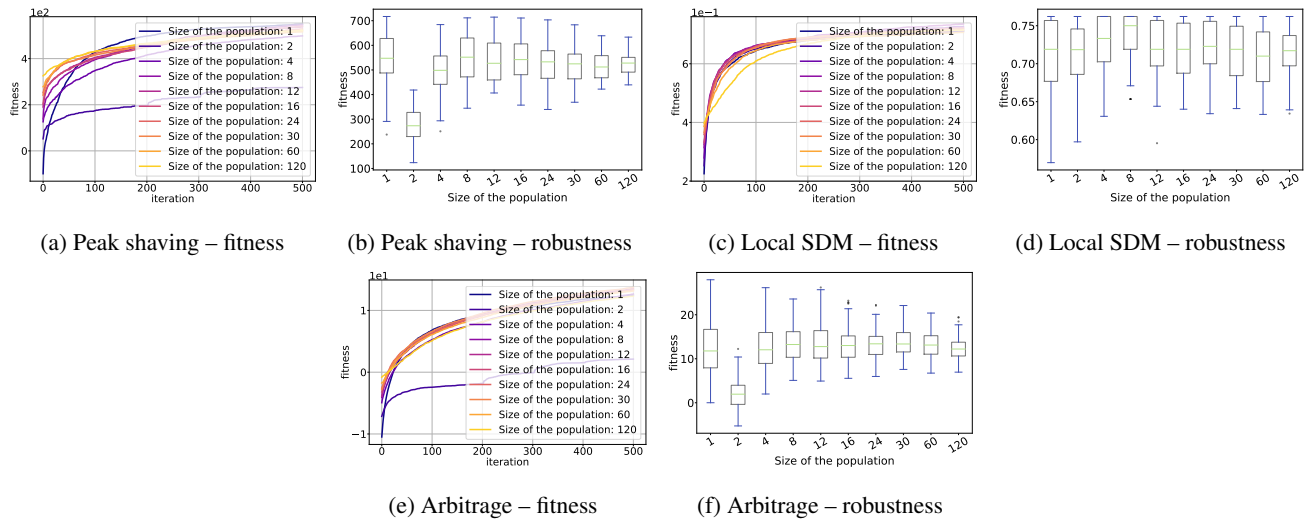 1e2
Size of the population: 1
Size of the population: 2
Size of the population: 4
Size of the population: 8
Size of the population: 12
Size of the population: 16
Size of the population: 24
Size of the population: 30
Size of the population: 60
Size of the population: 120
4
2
0
fitness
0 100 200 300 400 500
iteration
(a) Peak shaving – fitness
700
600
500
400
300
200
100
fitness
1 2 4 8 12 16 24 30 60 120
Size of the population
(b) Peak shaving – robustness
1e−1
Size of the population: 1
Size of the population: 2
Size of the population: 4
Size of the population: 8
Size of the population: 12
Size of the population: 16
Size of the population: 24
Size of the population: 30
Size of the population: 60
Size of the population: 120
6
4
2
fitness
0 100 200 300 400 500
iteration
(c) Local SDM – fitness
0.75
0.70
0.65
0.60
fitness
1 2 4 8 12 16 24 30 60 120
Size of the population
(d) Local SDM – robustness
1e1
Size of the population: 1
Size of the population: 2
Size of the population: 4
Size of the population: 8
Size of the population: 12
Size of the population: 16
Size of the population: 24
Size of the population: 30
Size of the population: 60
Size of the population: 120
1
0
−1
fitness
0 100 200 300 400 500
iteration
(e) Arbitrage – fitness
20
10
0
fitness
1 2 4 8 12 16 24 30 60 120
Size of the population
(f) Arbitrage – robustness